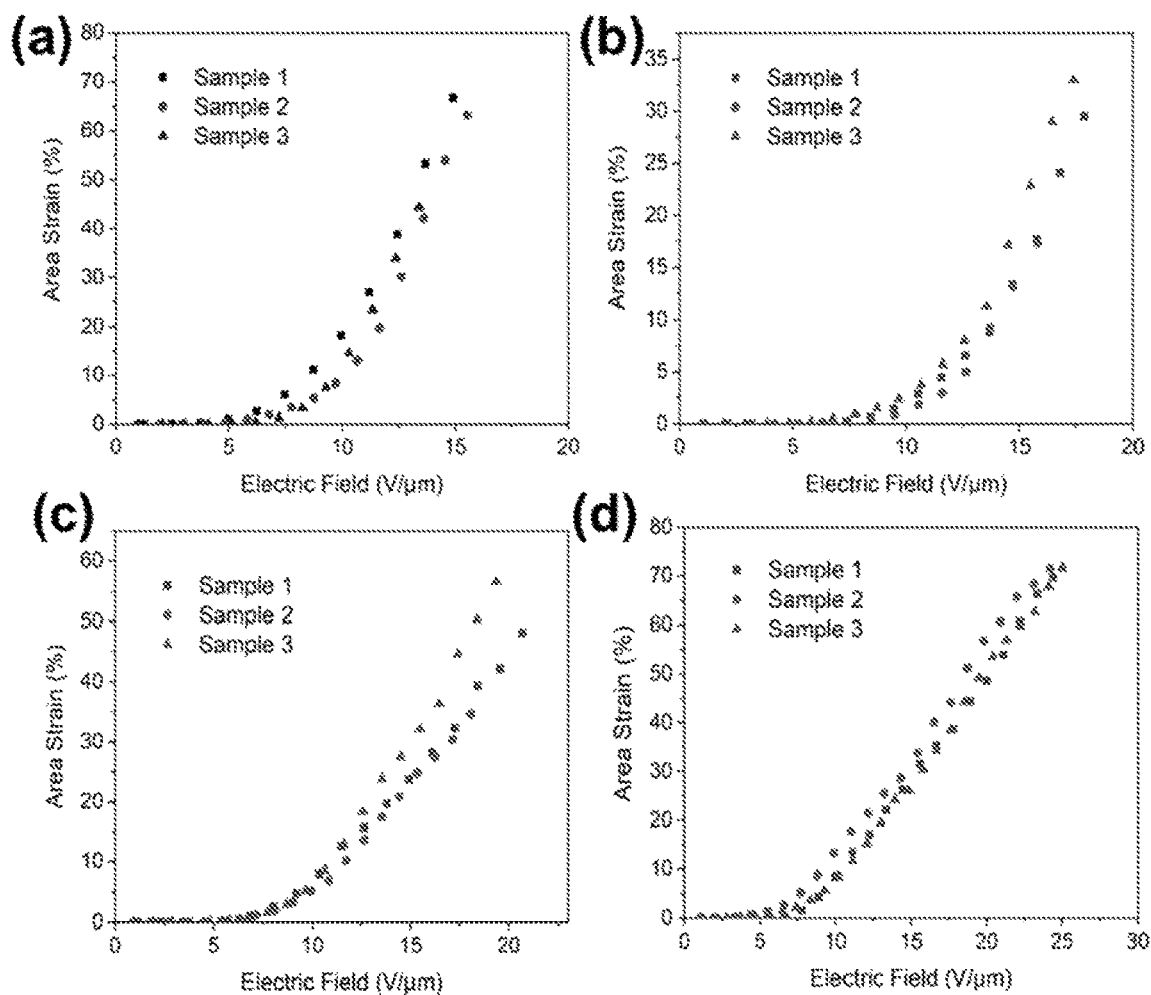 (a)
80
70
60
50
40
30
20
10
0
Area Strain (%)
Sample 1
Sample 2
Sample 3
0 5 10 15 20
Electric Field (V/μm)
(b)
35
30
25
20
15
10
5
0
Area Strain (%)
Sample 1
Sample 2
Sample 3
0 5 10 15 20
Electric Field (V/μm)
(c)
60
50
40
30
20
10
0
Area Strain (%)
Sample 1
Sample 2
Sample 3
0 5 10 15 20
Electric Field (V/μm)
(d)
80
70
60
50
40
30
20
10
0
Area Strain (%)
Sample 1
Sample 2
Sample 3
0 5 10 15 20 25 30
Electric Field (V/μm)